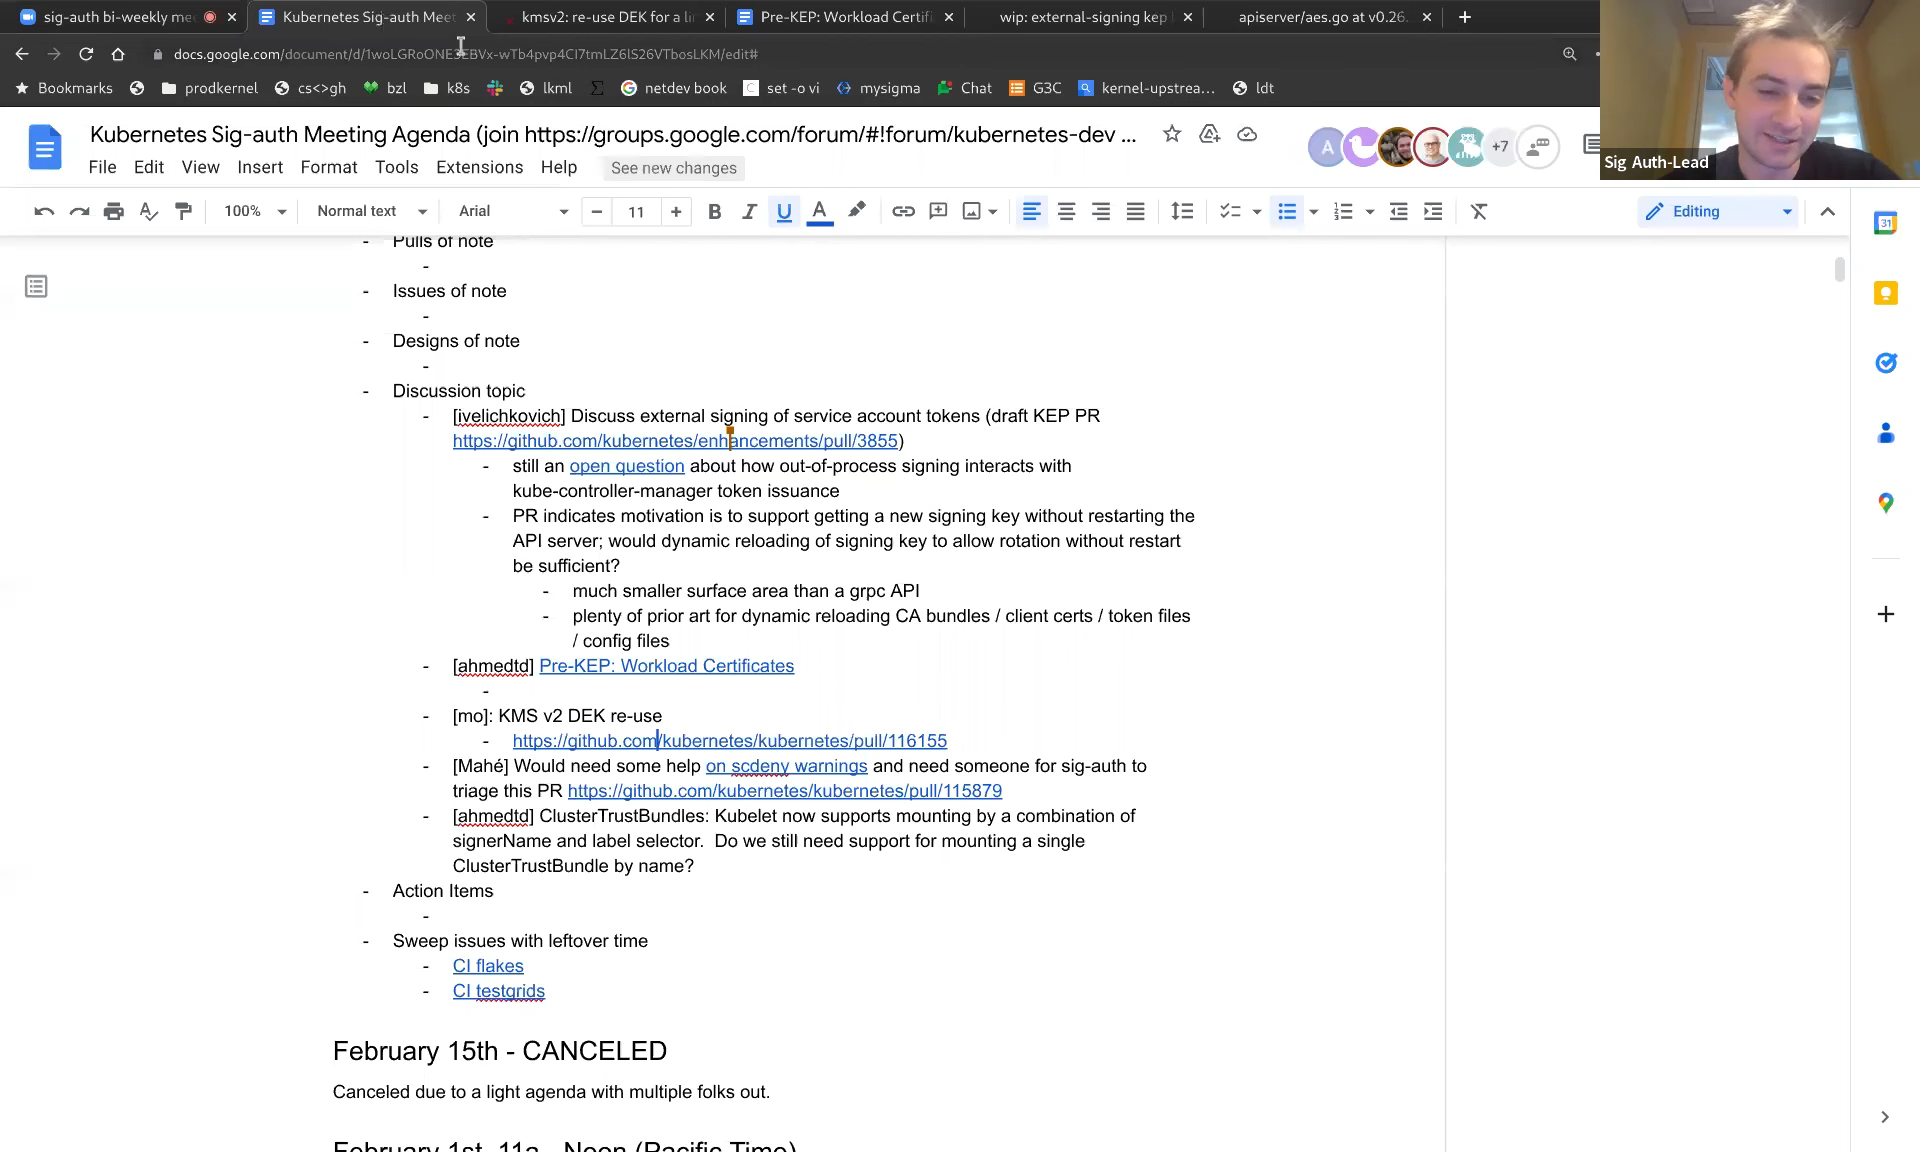 sig-auth bi-weekly me
Kubernetes Sig-auth Meet
kmsv2: re-use DEK for a li
Pre-KEP: Workload Certifi
wip: external-signing kep
apiserver/aes.go at v0.26.
docs.google.com/document/d/1woLGRoONE3EBVx-wTb4pvp4CI7tmLZ6lS26VTbosLKM/edit#
Bookmarks
prodkernel
cs<>gh
bzl
k8s
lkml
netdev book
set -o vi
mysigma
Chat
G3C
kernel-upstrea…
ldt
Kubernetes Sig-auth Meeting Agenda (join https://groups.google.com/forum/#!forum/kubernetes-dev ...
A
+7
Sig Auth-Lead
File Edit View Insert Format Tools Extensions Help See new changes
100% Normal text Arial 11 Editing
- Pulls of note
-
- Issues of note
-
- Designs of note
-
- Discussion topic
- [ivelichkovich] Discuss external signing of service account tokens (draft KEP PR
https://github.com/kubernetes/enhancements/pull/3855)
- still an open question about how out-of-process signing interacts with
kube-controller-manager token issuance
- PR indicates motivation is to support getting a new signing key without restarting the
API server; would dynamic reloading of signing key to allow rotation without restart
be sufficient?
- much smaller surface area than a grpc API
- plenty of prior art for dynamic reloading CA bundles / client certs / token files
/ config files
- [ahmedtd] Pre-KEP: Workload Certificates
-
- [mo]: KMS v2 DEK re-use
- https://github.com/kubernetes/kubernetes/pull/116155
- [Mahé] Would need some help on scdeny warnings and need someone for sig-auth to
triage this PR https://github.com/kubernetes/kubernetes/pull/115879
- [ahmedtd] ClusterTrustBundles: Kubelet now supports mounting by a combination of
signerName and label selector.  Do we still need support for mounting a single
ClusterTrustBundle by name?
- Action Items
-
- Sweep issues with leftover time
- CI flakes
- CI testgrids
February 15th - CANCELED
Canceled due to a light agenda with multiple folks out.
February 1st, 11a - Noon (Pacific Time)